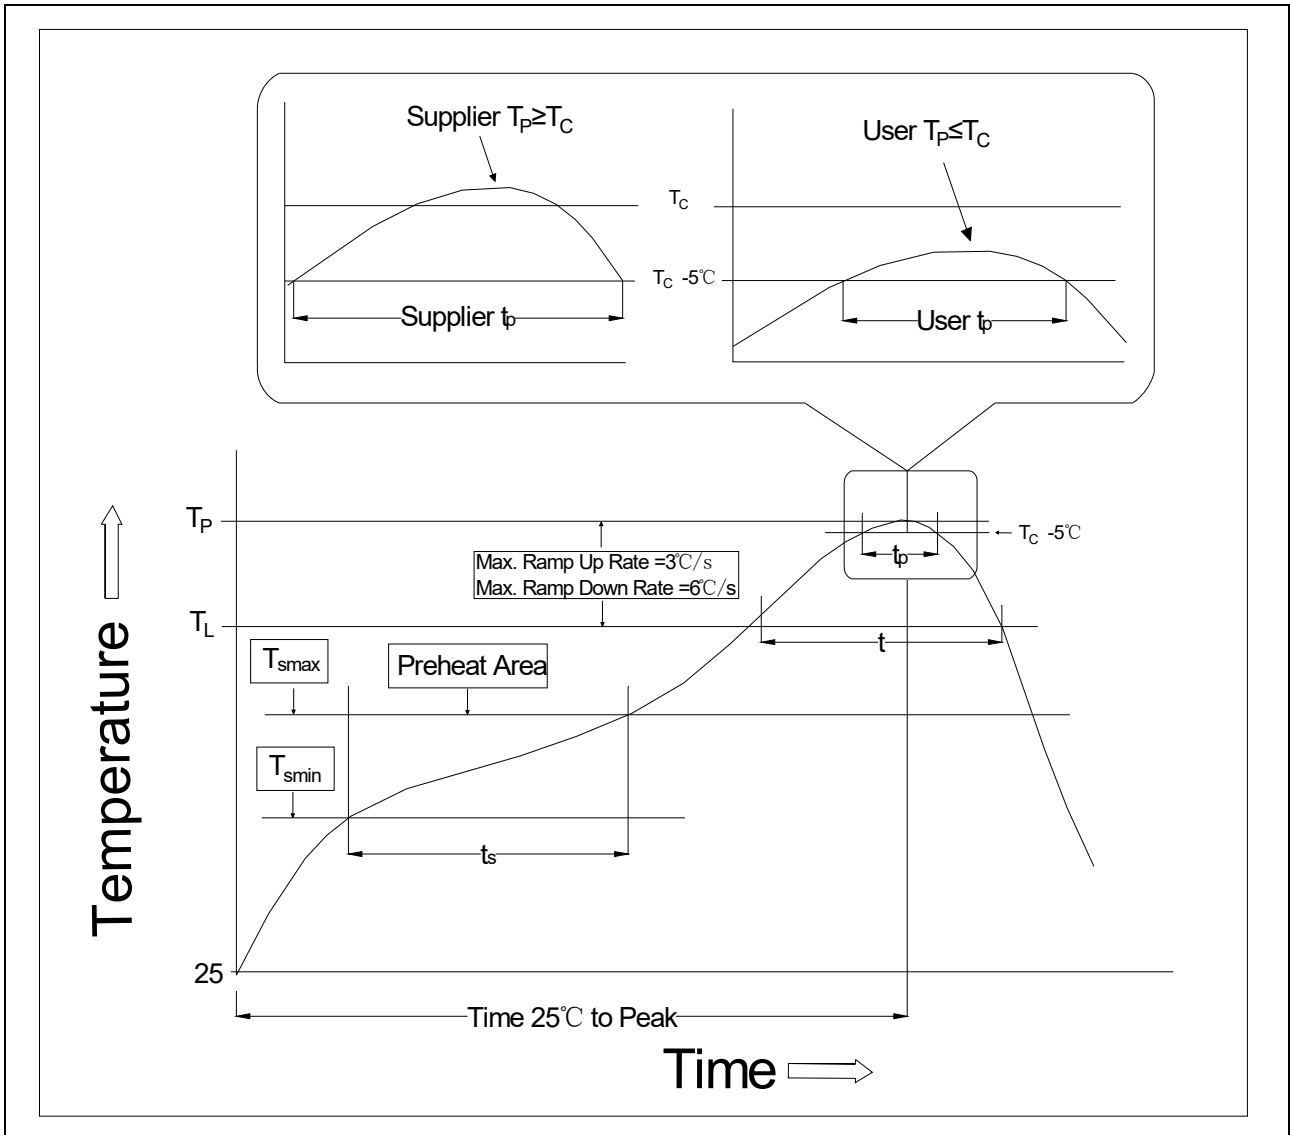 Supplier TP≥TC
User TP≤TC
TC
TC -5℃
Supplier tp
User tp
TP
TC -5℃
tp
Max. Ramp Up Rate =3℃/s
Max. Ramp Down Rate =6℃/s
TL
t
Tsmax
Preheat Area
Tsmin
ts
Temperature
25
Time 25℃ to Peak
Time